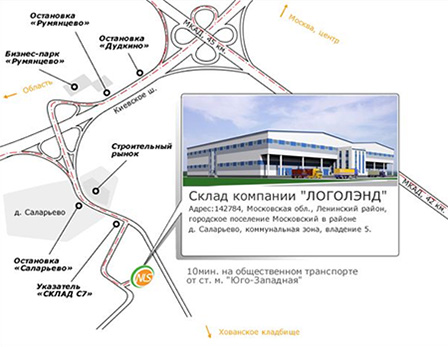 Остановка
«Румянцево»
МКАД, 45 км.
Москва, центр
Бизнес-парк
«Румянцево»
Остановка
«Дудкино»
Область
Киевское ш.
Строительный
рынок
МКАД, 42 км.
Склад компании "ЛОГОЛЭНД"
Адрес:142784, Московская обл., Ленинский район,
городское поселение Московский в районе
д. Саларьево, коммунальная зона, владение 5.
д. Саларьево
Остановка
«Саларьево»
Указатель
«СКЛАД С7»
10мин. на общественном транспорте
от ст. м. "Юго-Западная"
Хованское кладбище